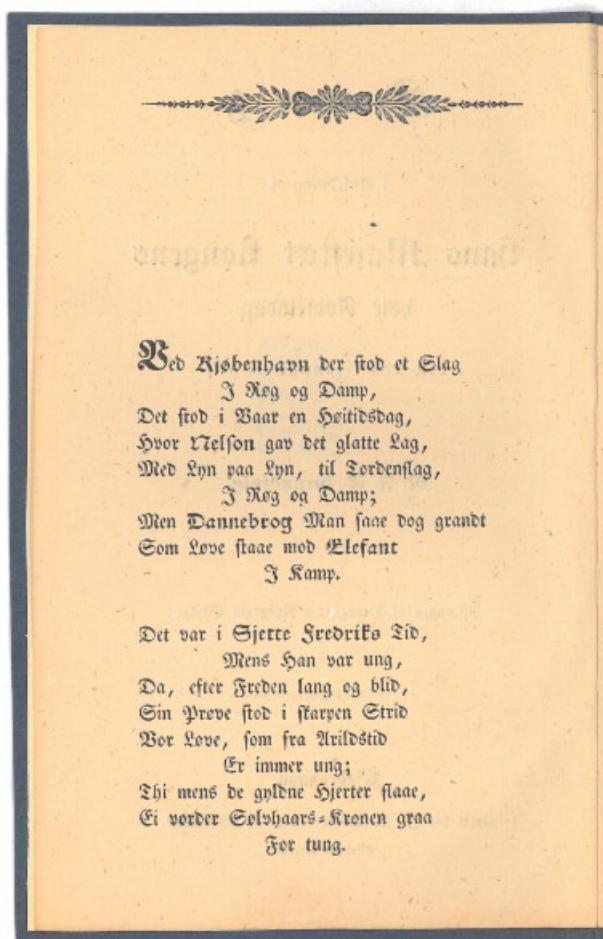 Ved Kjøbenhavn der stod et Slag
I Røg og Damp,
Det stod i Vaar en Høitidsdag,
Hvor Nelson gav det glatte Lag,
Med Lyn paa Lyn, til Tordenslag,
I Røg og Damp;
Men Dannebrog Man saae dog grandt
Som Løve staae mod Elefant
I Kamp.
Det var i Sjette Fredriks Tid,
Mens Han var ung,
Da, efter Freden lang og blid,
Sin Prøve stod i skarpen Strid
Vor Løve, som fra Arildstid
Er immer ung;
Thi mens de gyldne Hjerter slaae,
Ei vorder Sølvhaars-Kronen graa
For tung.